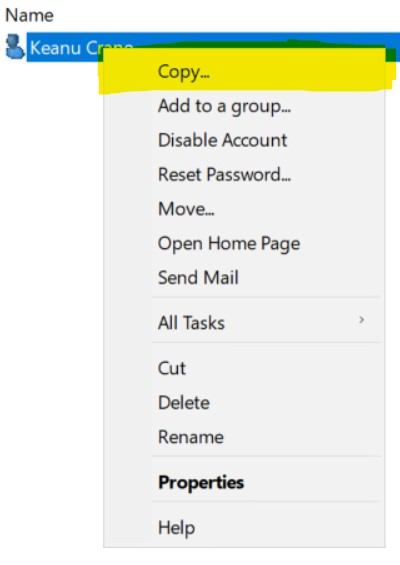 Name
Keanu Crane
Copy...
Add to a group...
Disable Account
Reset Password...
Move...
Open Home Page
Send Mail
All Tasks
Cut
Delete
Rename
Properties
Help